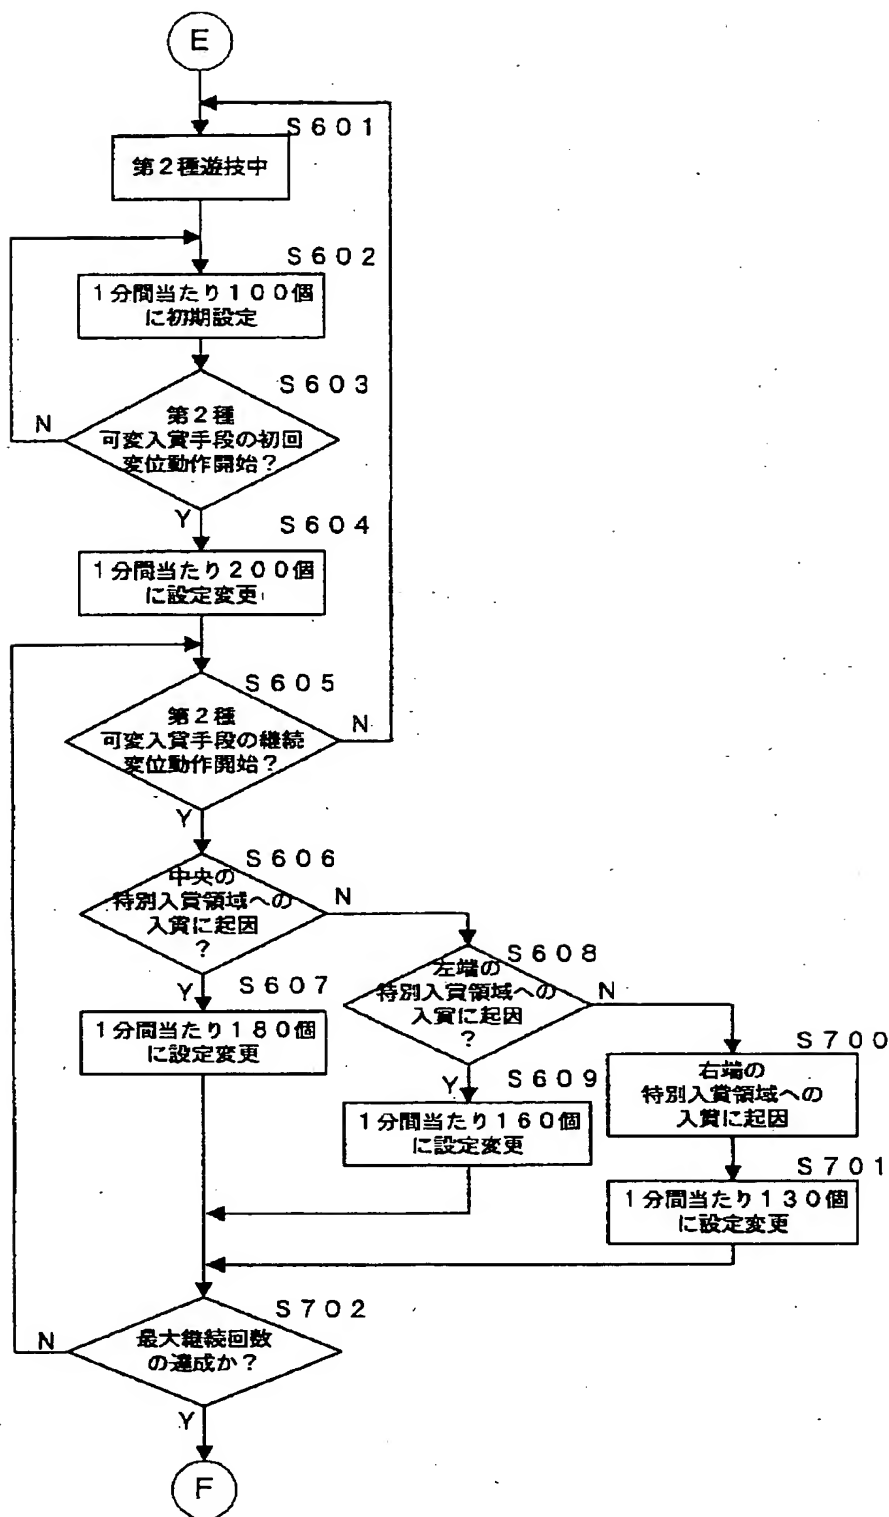 E
S601
第2種遊技中
S602
1分間当たり100個
に初期設定
S603
N
第2種
可変入賞手段の初回
変位動作開始?
Y
S604
1分間当たり200個
に設定変更
S605
第2種
N
可変入賞手段の継続
変位動作開始?
Y
S606
中央の
N
特別入賞領域への
入賞に起因
?
S608
左端の
Y
S607
特別入賞領域への
N
入賞に起因
1分間当たり180個
に設定変更
?
S700
右端の
特別入賞領域への
入賞に起因
Y
S609
1分間当たり160個
に設定変更
S701
1分間当たり130個
に設定変更
S702
N
最大継続回数
の達成か?
Y
F